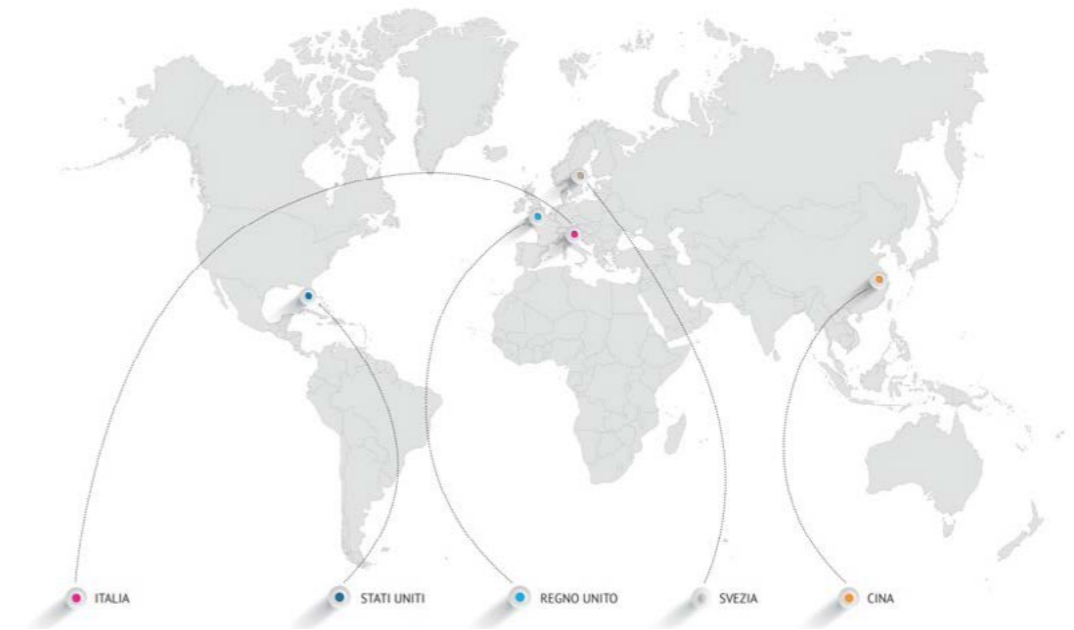 ITALIA
STATI UNITI
REGNO UNITO
SVEZIA
CINA